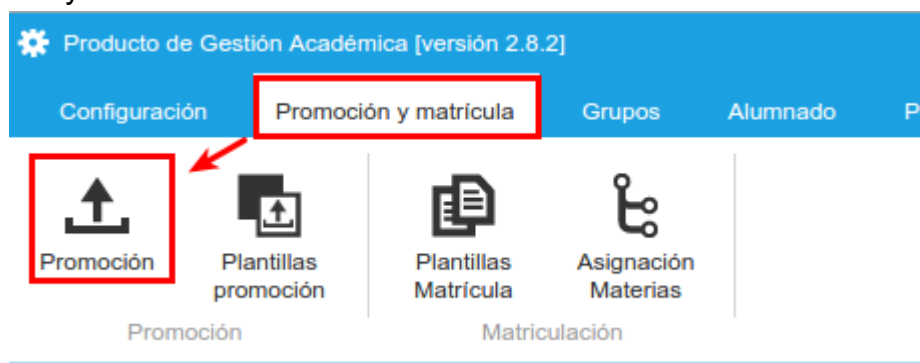 Producto de Gestión Académica [versión 2.8.2]
Configuración Promoción y matrícula Grupos Alumnado
Promoción Plantillas promoción Plantillas Matrícula Asignación Materias
Promoción Matriculación